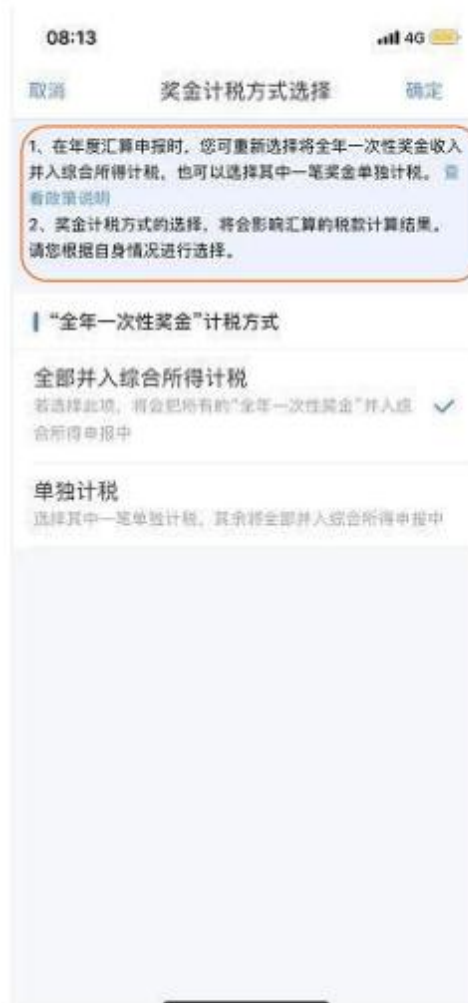 08:13
4G
取消 奖金计税方式选择 确定
1、在年度汇算申报时，您可重新选择将全年一次性奖金收入
并入综合所得计税，也可以选择其中一笔奖金单独计税。查
看政策说明
2、奖金计税方式的选择，将会影响汇算的税款计算结果。
请您根据自身情况进行选择。
“全年一次性奖金”计税方式
全部并入综合所得计税
若选择此项，将会把所有的“全年一次性奖金”并入综
合所得申报中
单独计税
选择其中一笔单独计税，其余将全部并入综合所得申报中